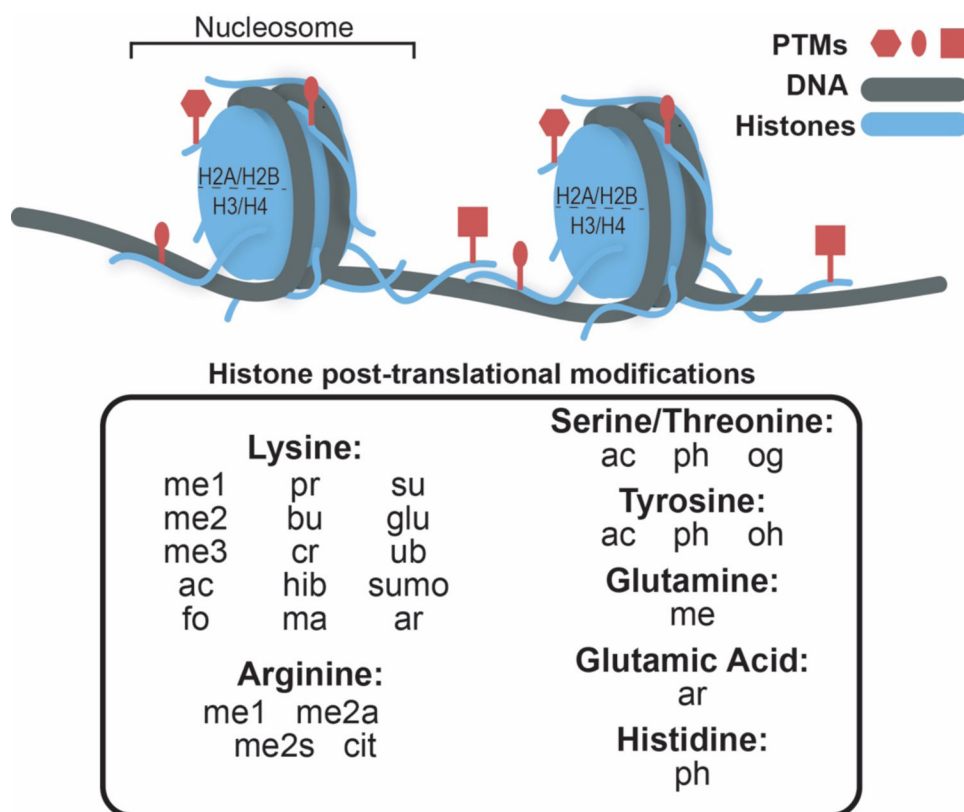 Nucleosome
PTMs
DNA
Histones
H2A/H2B
H3/H4
H2A/H2B
H3/H4
Histone post-translational modifications
Lysine:
me1 pr su
me2 bu glu
me3 cr ub
ac hib sumo
fo ma ar
Arginine:
me1 me2a
me2s cit
Serine/Threonine:
ac ph og
Tyrosine:
ac ph oh
Glutamine:
me
Glutamic Acid:
ar
Histidine:
ph